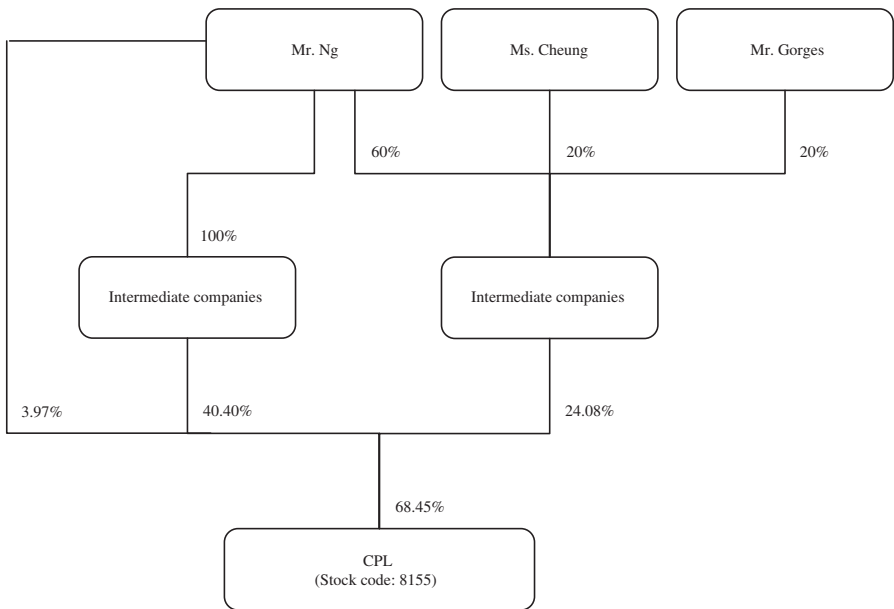 Mr. Ng
Ms. Cheung
Mr. Gorges
60%
20%
20%
100%
Intermediate companies
Intermediate companies
3.97%
40.40%
24.08%
68.45%
CPL
(Stock code: 8155)